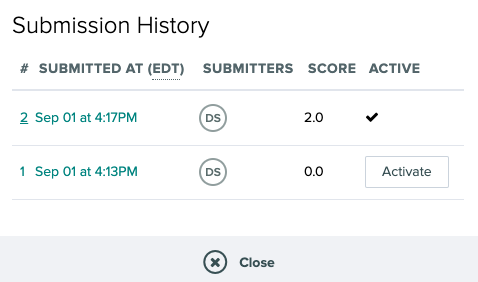 Submission History
# SUBMITTED AT (EDT) SUBMITTERS SCORE ACTIVE
2 Sep 01 at 4:17PM DS 2.0 ✔
1 Sep 01 at 4:13PM DS 0.0 Activate
Close